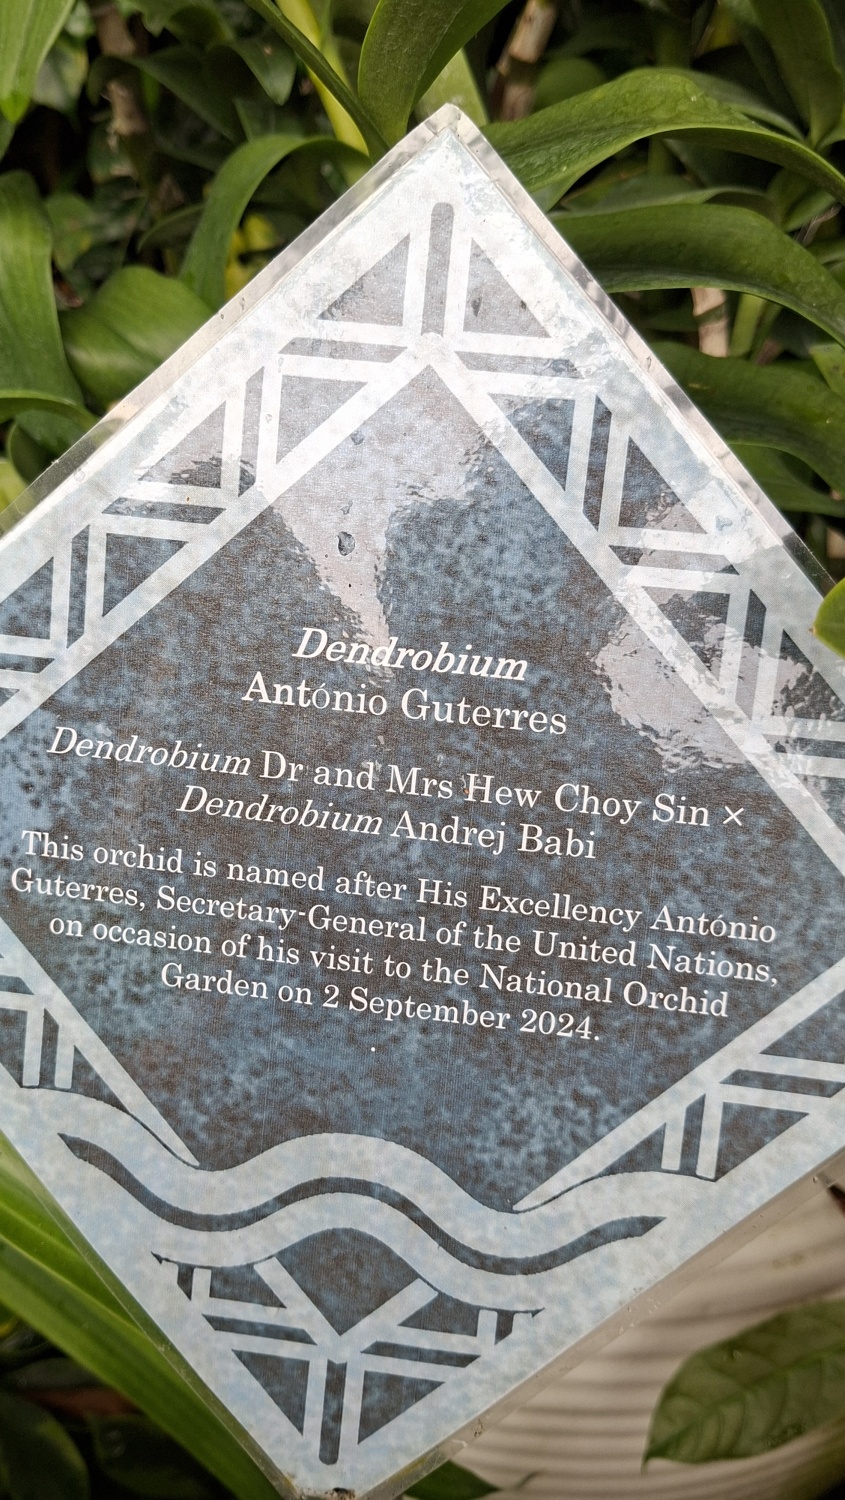 Dendrobium
António Guterres
Dendrobium Dr and Mrs Hew Choy Sin ×
Dendrobium Andrej Babi
This orchid is named after His Excellency António
Guterres, Secretary-General of the United Nations,
on occasion of his visit to the National Orchid
Garden on 2 September 2024.
.